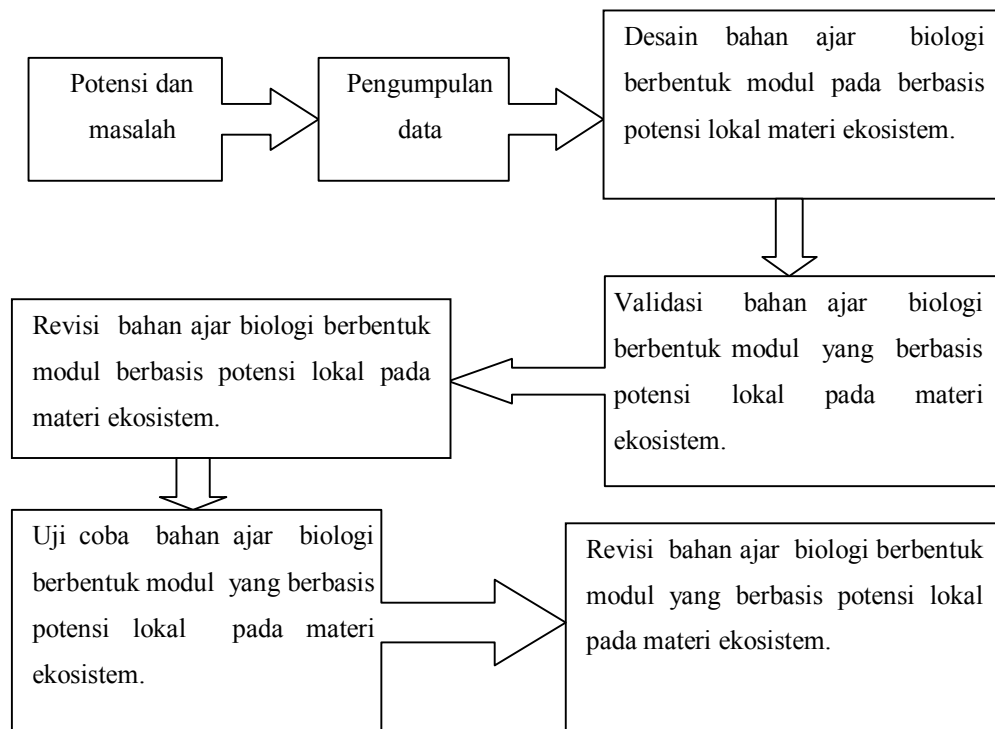 Potensi dan
masalah
Pengumpulan
data
Desain bahan ajar biologi
berbentuk modul pada berbasis
potensi lokal materi ekosistem.
Validasi bahan ajar biologi
berbentuk modul yang berbasis
potensi lokal pada materi
ekosistem.
Revisi bahan ajar biologi berbentuk
modul berbasis potensi lokal pada
materi ekosistem.
Uji coba bahan ajar biologi
berbentuk modul yang berbasis
potensi lokal pada materi
ekosistem.
Revisi bahan ajar biologi berbentuk
modul yang berbasis potensi lokal
pada materi ekosistem.